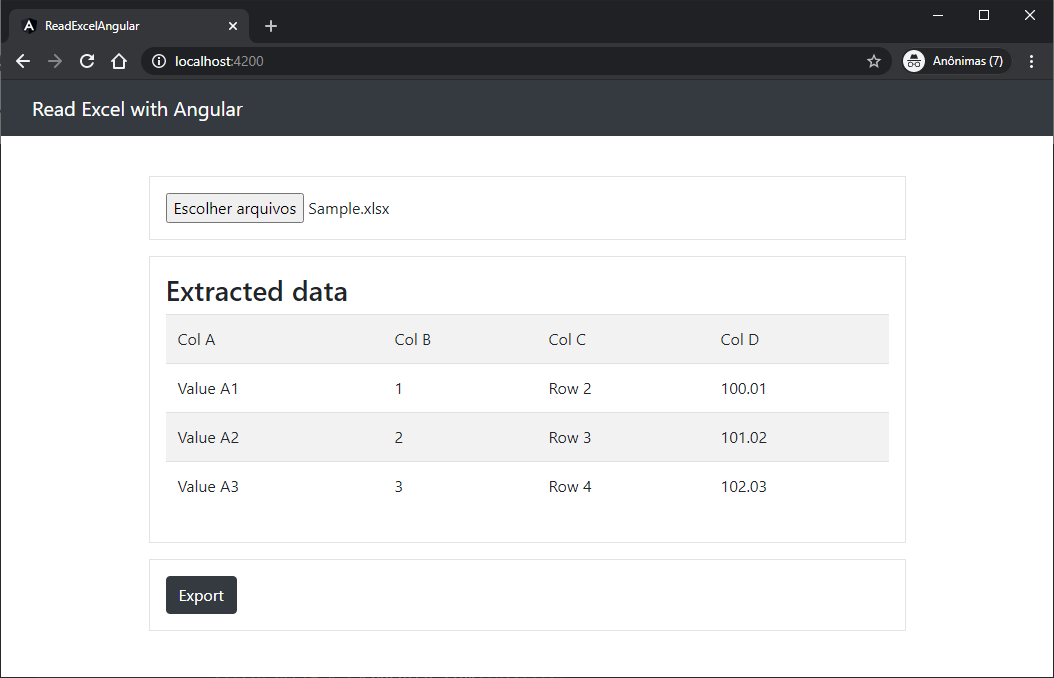 ReadExcelAngular
localhost:4200
Anônimas (7)
Read Excel with Angular
Escolher arquivos Sample.xlsx
Extracted data
Col A Col B Col C Col D
Value A1 1 Row 2 100.01
Value A2 2 Row 3 101.02
Value A3 3 Row 4 102.03
Export